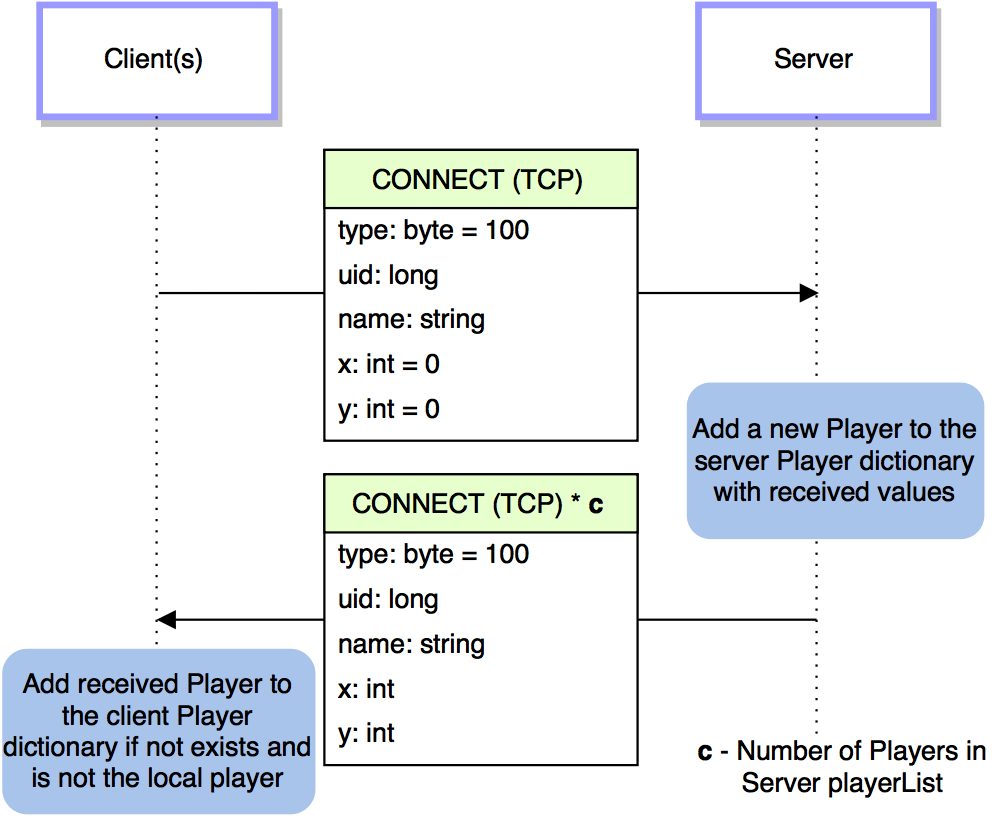 Client(s)
Server
CONNECT (TCP)
type: byte = 100
uid: long
name: string
x: int = 0
y: int = 0
Add a new Player to the
server Player dictionary
with received values
CONNECT (TCP) * c
type: byte = 100
uid: long
name: string
x: int
y: int
Add received Player to
the client Player
dictionary if not exists and
is not the local player
c - Number of Players in
Server playerList